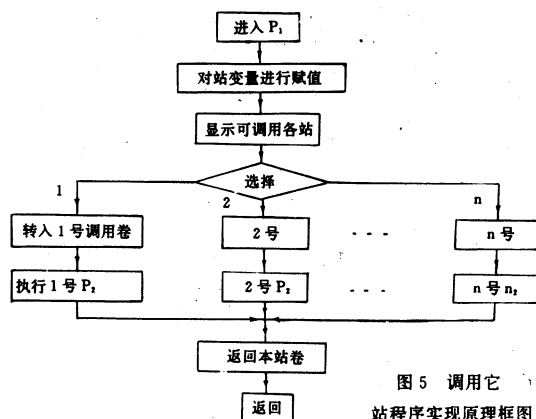 进入 P₁
对站变量进行赋值
显示可调用各站
选择
1
2
n
转入 1 号调用卷
2 号
- - -
n 号
执行 1 号 P₂
2 号 P₂
- - -
n 号 n₂
返回本站卷
返回
图 5 调用它
站程序实现原理框图